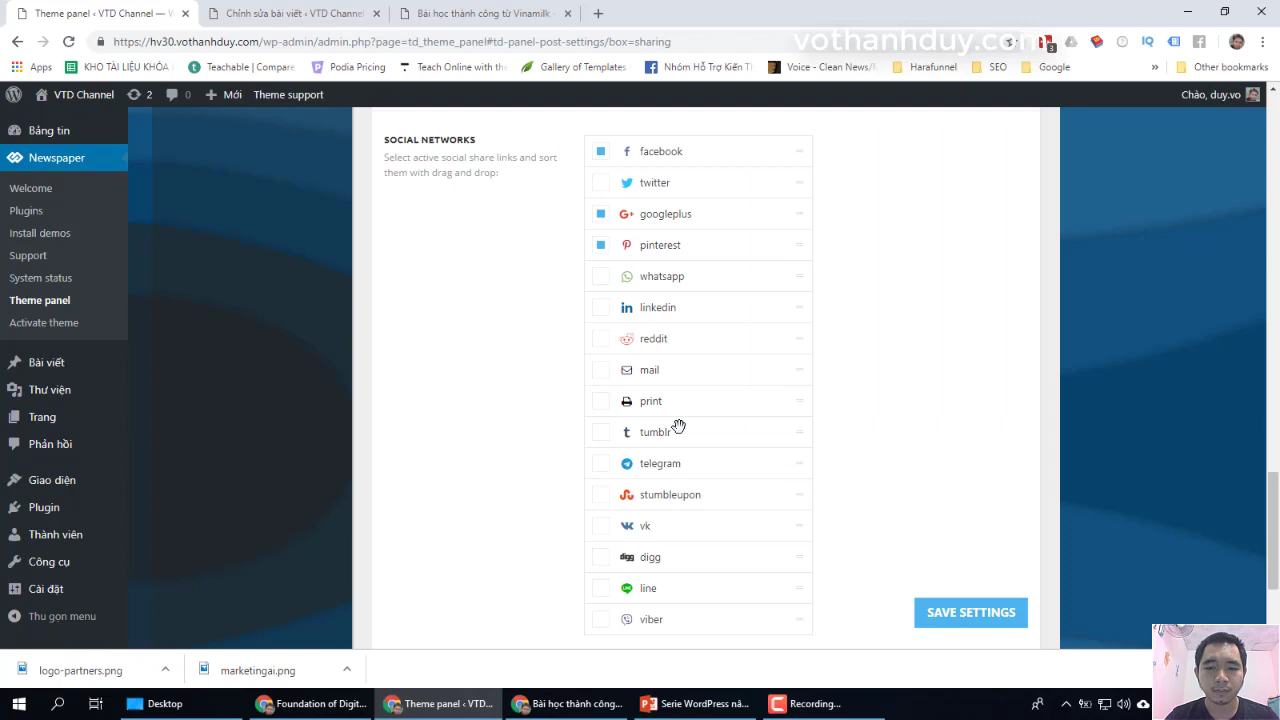 Theme panel ‹ VTD Channel —
Chỉnh sửa bài viết ‹ VTD Channel
Bài học thành công từ Vinamilk -
https://hv30.vothanhduy.com/wp-admin/admin.php?page=td_theme_panel#td-panel-post-settings/box=sharing
vothanhduy.com
3
Apps
KHO TÀI LIỆU KHÓA
Teachable | Compare
Podia Pricing
Teach Online with the
Gallery of Templates
Nhóm Hỗ Trợ Kiến T
Voice - Clean News/
Harafunnel
SEO
Google
»
Other bookmarks
VTD Channel
2
0
Mới
Theme support
Chào, duy.vo
Bảng tin
Newspaper
Welcome
Plugins
Install demos
Support
System status
Theme panel
Activate theme
Bài viết
Thư viện
Trang
Phản hồi
Giao diện
Plugin
Thành viên
Công cụ
Cài đặt
Thu gọn menu
SOCIAL NETWORKS
Select active social share links and sort
them with drag and drop:
facebook
twitter
googleplus
pinterest
whatsapp
linkedin
reddit
mail
print
tumblr
telegram
stumbleupon
vk
digg digg
line
viber
SAVE SETTINGS
logo-partners.png
marketingai.png
Desktop
Foundation of Digit...
Theme panel ‹ VTD...
Bài học thành công...
Serie WordPress nâ...
Recording...